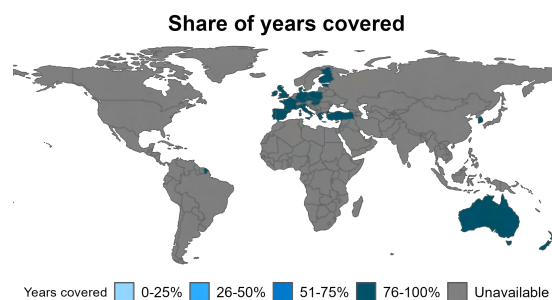 Share of years covered
Years covered 0-25% 26-50% 51-75% 76-100% Unavailable